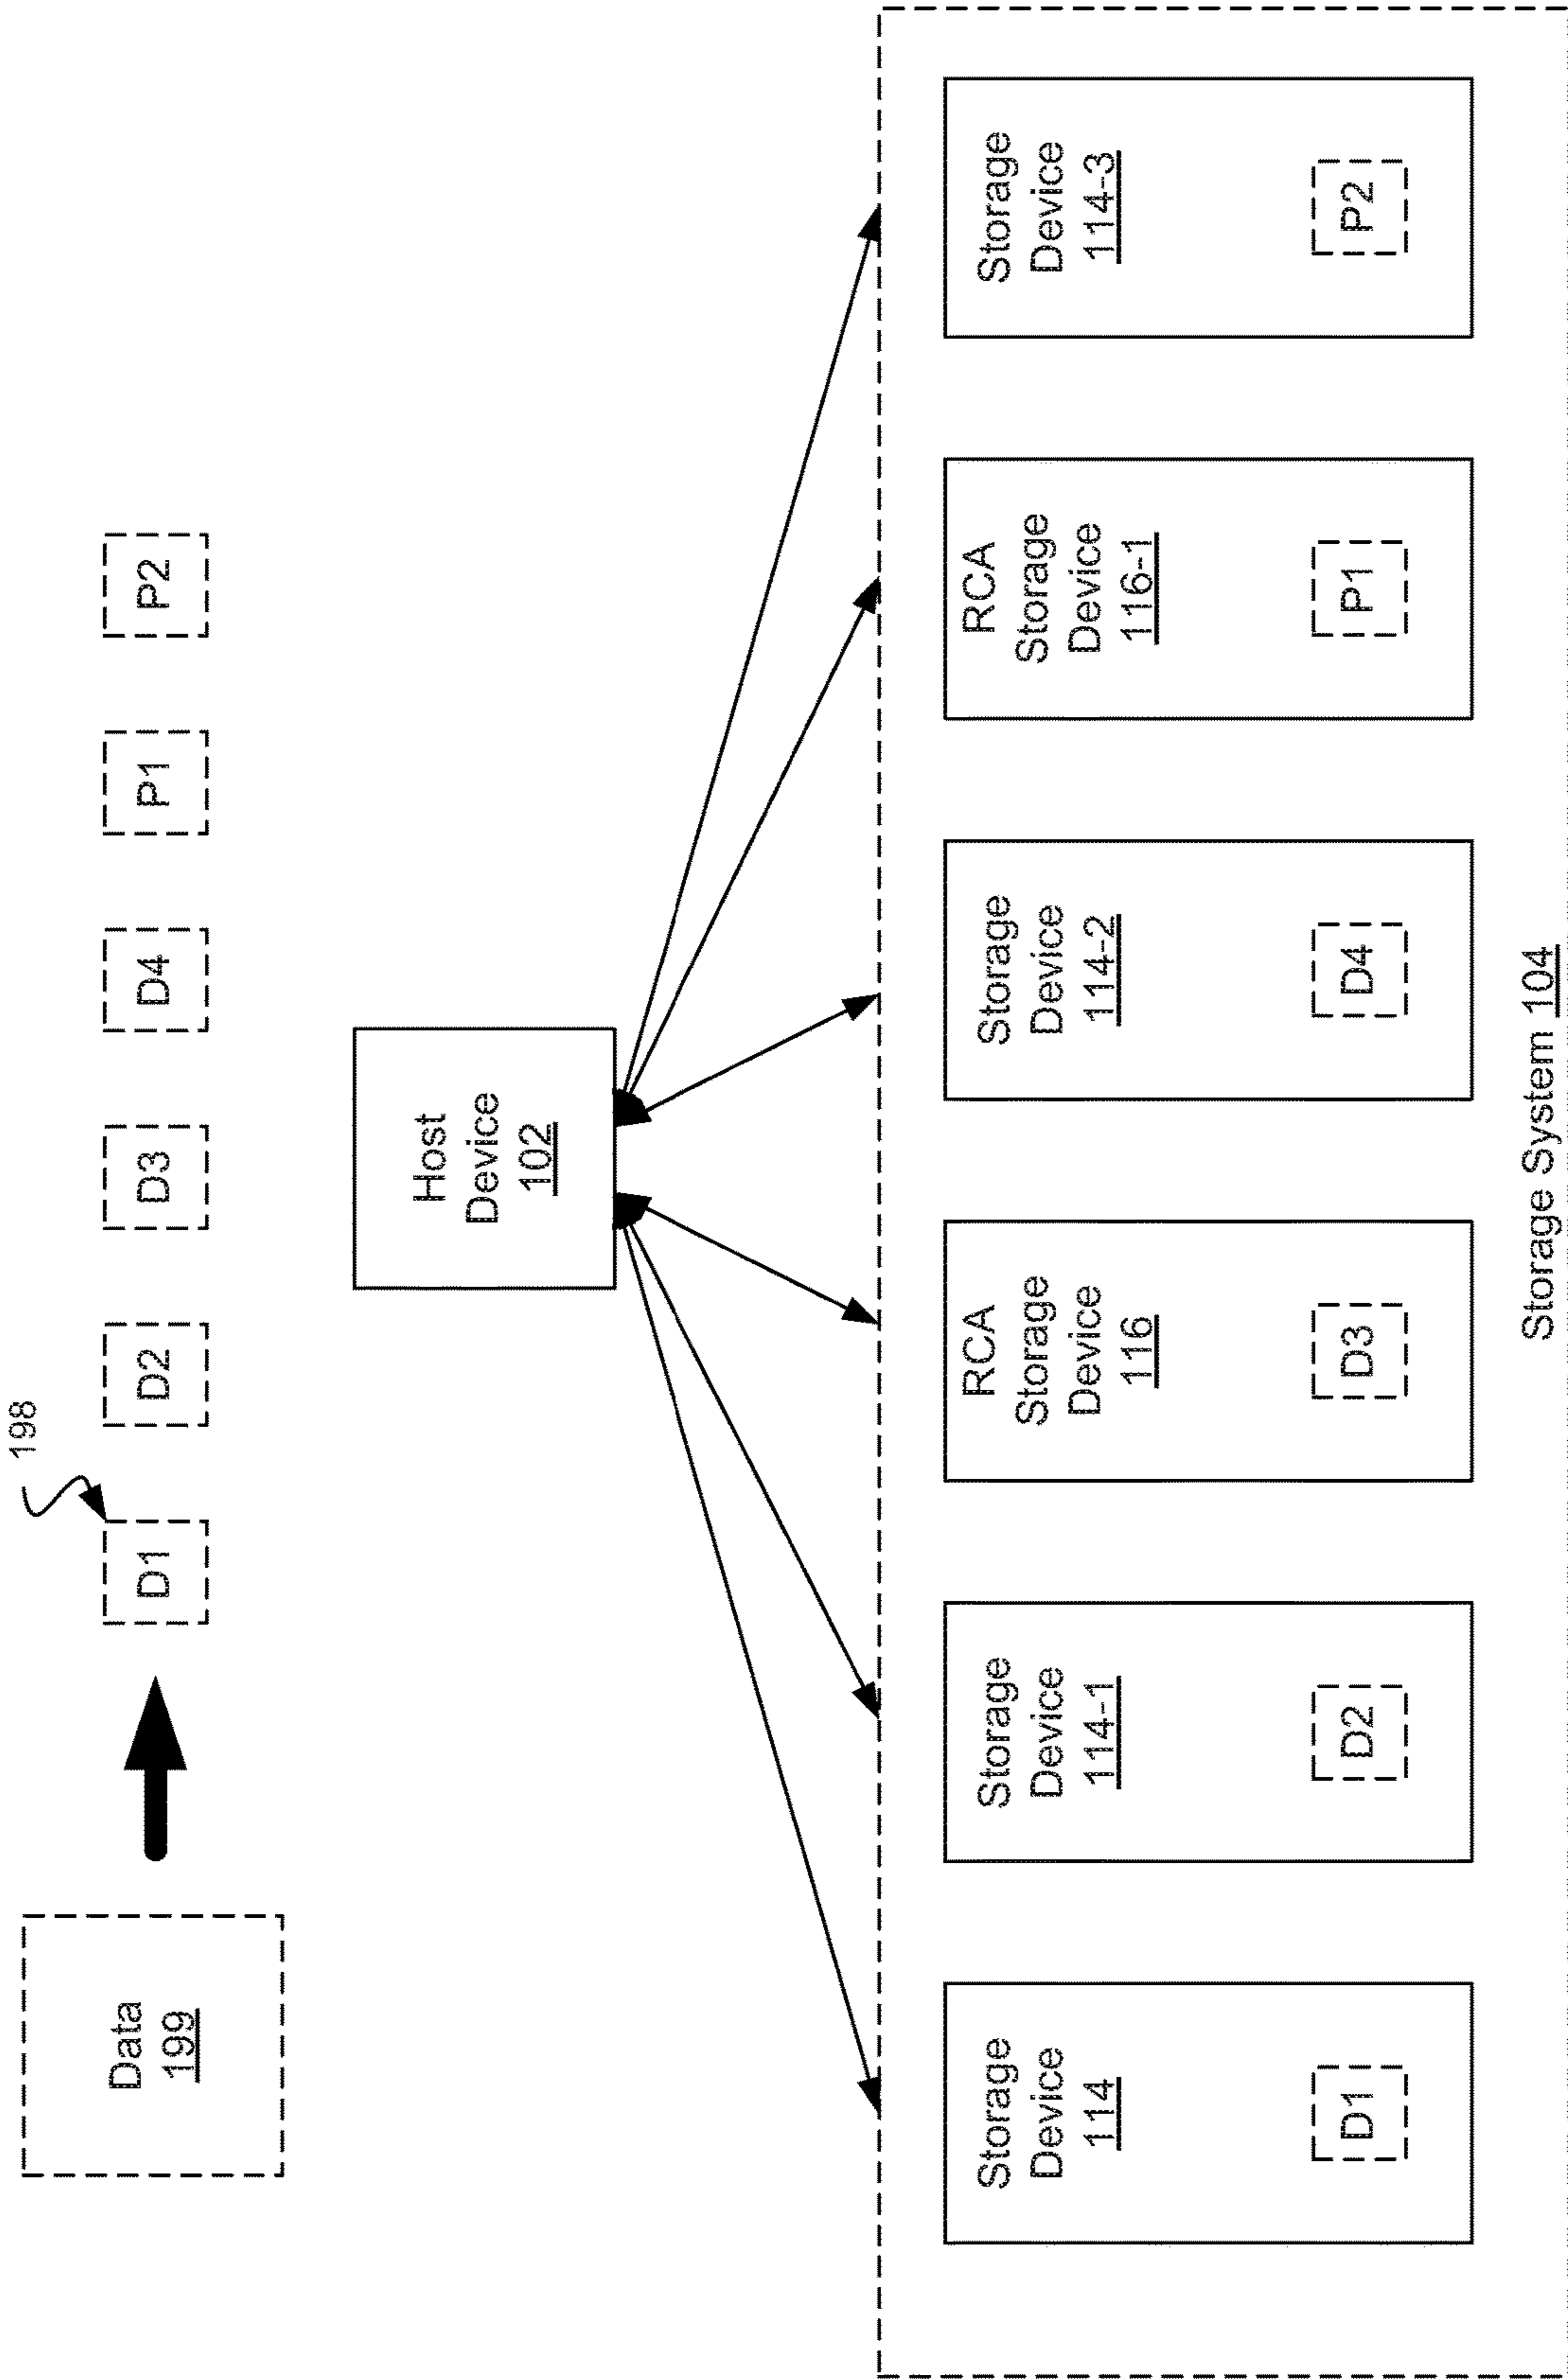 Data
199
198
D1
D2
D3
D4
P1
P2
Host
Device
102
Storage
Device
114
D1
Storage
Device
114-1
D2
RCA
Storage
Device
116
D3
Storage
Device
114-2
D4
RCA
Storage
Device
116-1
P1
Storage
Device
114-3
P2
Storage System 104